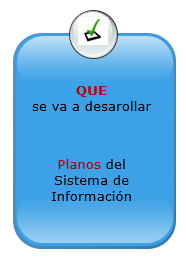 QUE
se va a desarollar
Planos del
Sistema de
Información